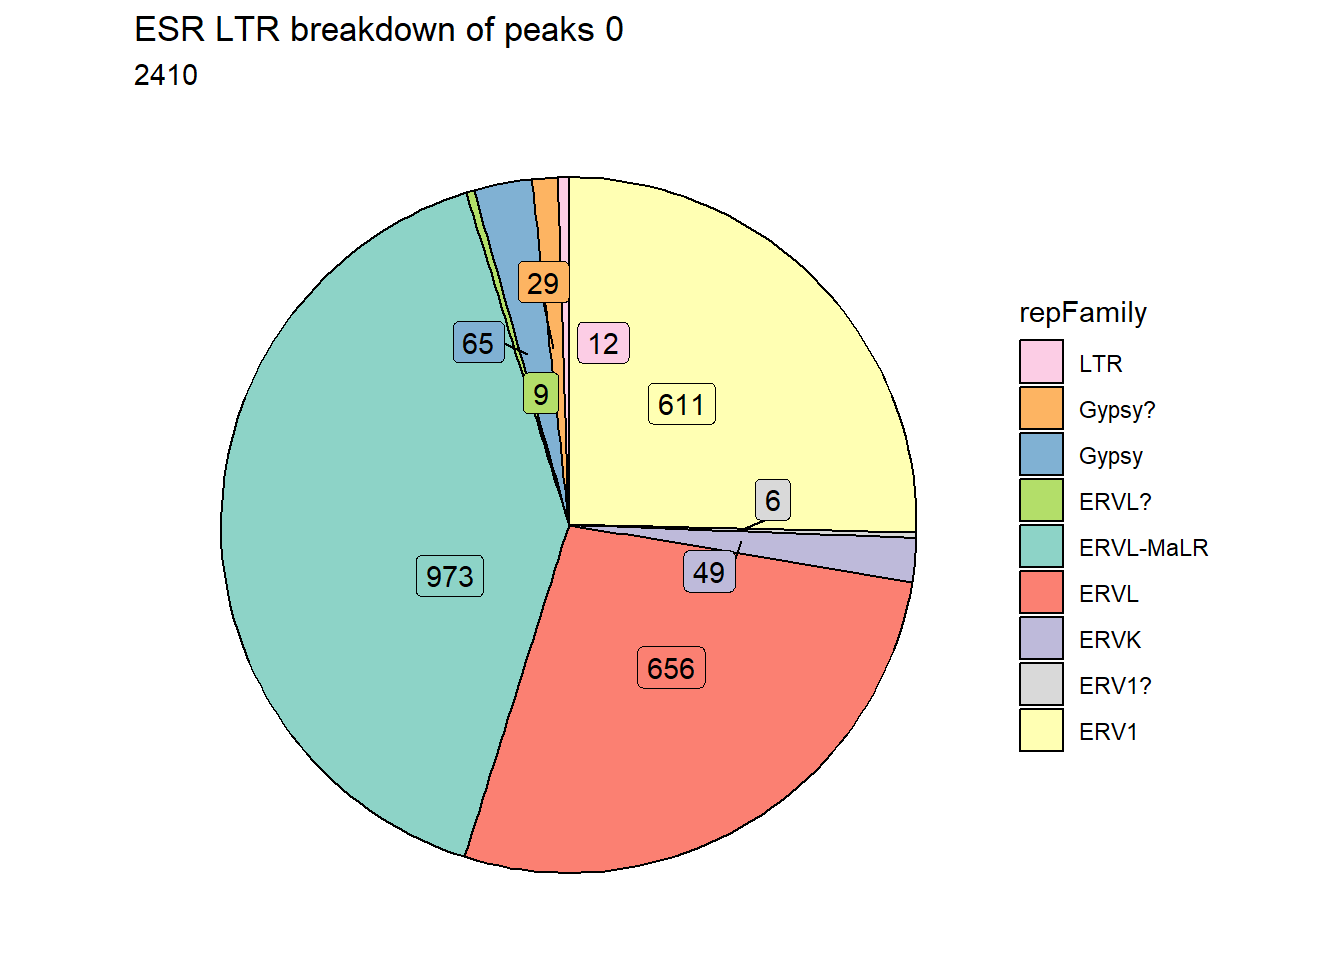 ESR LTR breakdown of peaks 0
2410
29
65
12
9
611
6
49
973
656
repFamily
LTR
Gypsy?
Gypsy
ERVL?
ERVL-MaLR
ERVL
ERVK
ERV1?
ERV1